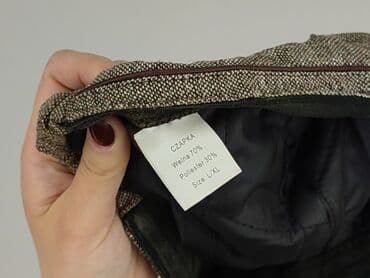 CZAPKA
Wełna 70%
Poliester 30%
Size: L/XL